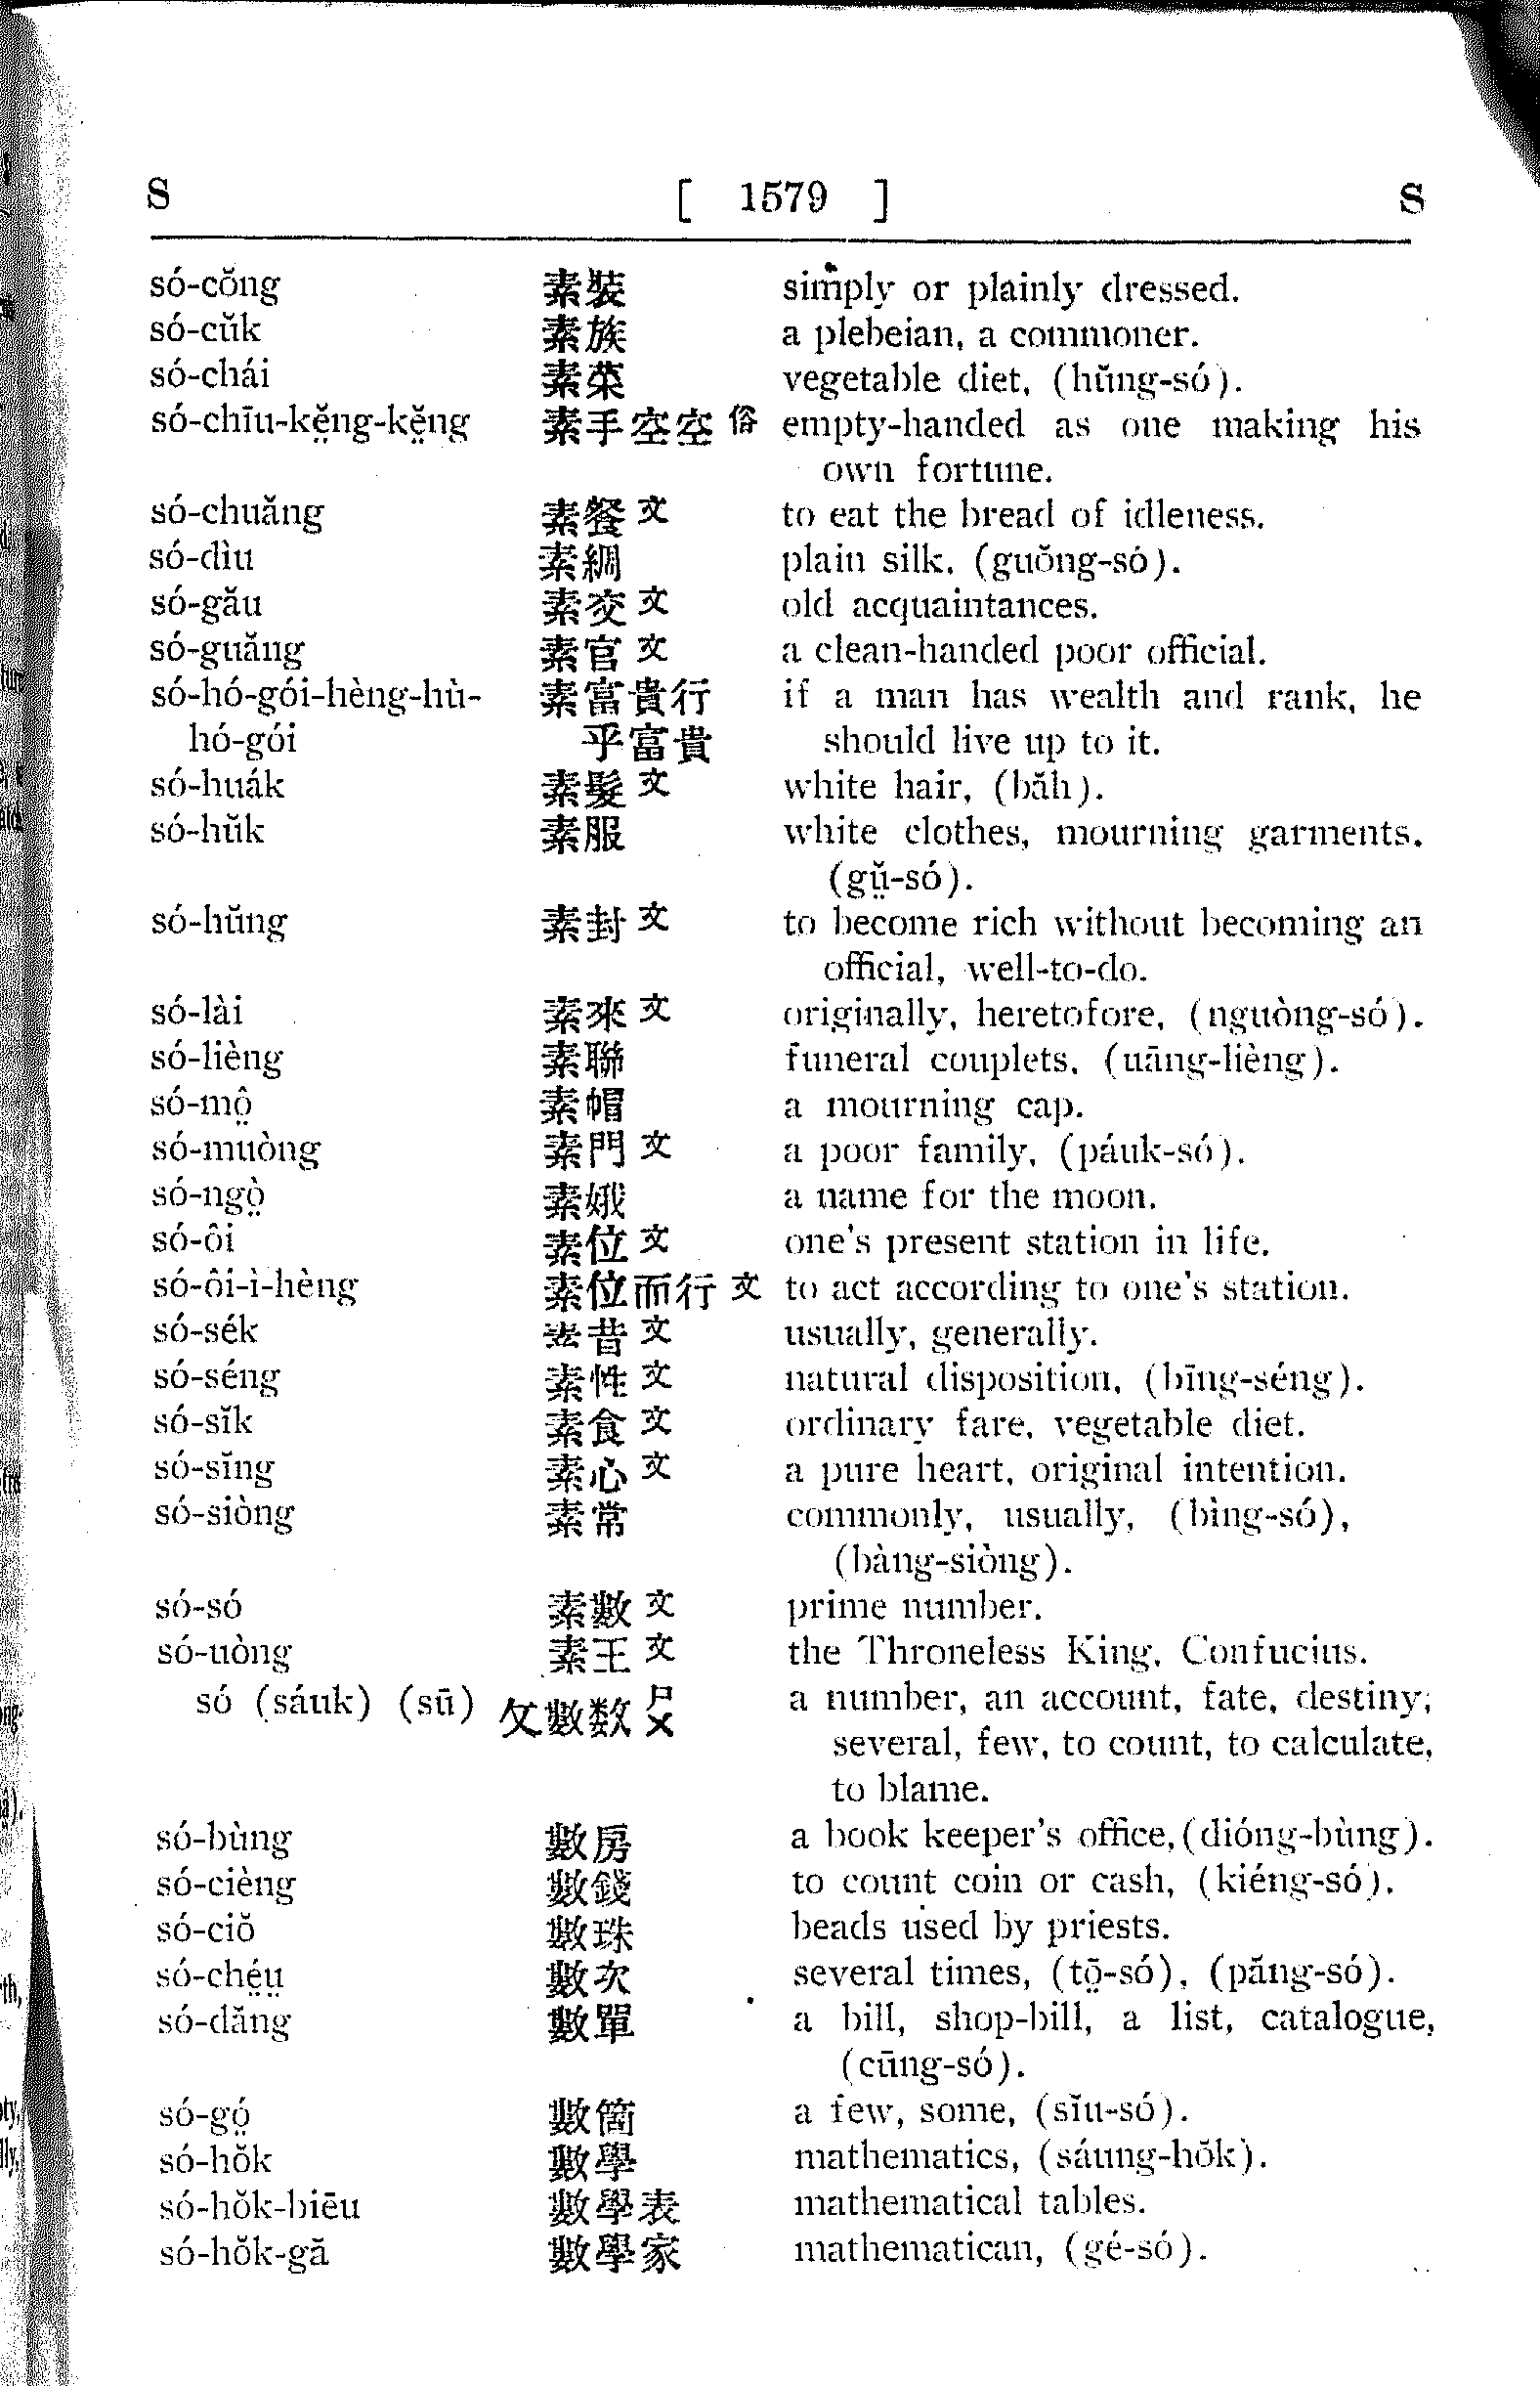 S [ 1579 ] S
só-cŏng 素裝 simply or plainly dressed.
só-cŭk 素族 a plebeian, a commoner.
só-chái 素菜 vegetable diet, (hŭng-só).
só-chīu-kĕ̤ng-kĕ̤ng 素手空空 俗 empty-handed as one making his
own fortune.
só-chuăng 素餐 文 to eat the bread of idleness.
só-dìu 素綢 plain silk, (guŏng-só).
só-gău 素交 文 old acquaintances.
só-guăng 素官 文 a clean-handed poor official.
só-hó-gói-hèng-hù- 素富貴行 if a man has wealth and rank, he
hó-gói 乎富貴 should live up to it.
só-huák 素髮 文 white hair, (băh).
só-hŭk 素服 white clothes, mourning garments,
(gṳ̆-só).
só-hŭng 素封 文 to become rich without becoming an
official, well-to-do.
só-lài 素來 文 originally, heretofore, (nguòng-só).
só-lièng 素聯 funeral couplets, (uāng-lièng).
só-mô̤ 素帽 a mourning cap.
só-muòng 素門 文 a poor family, (páuk-só).
só-ngò̤ 素娥 a name for the moon.
só-ôi 素位 文 one's present station in life.
só-ôi-ì-hèng 素位而行 文 to act according to one's station.
só-sék 素昔 文 usually, generally.
só-séng 素性 文 natural disposition, (bīng-séng).
só-sĭk 素食 文 ordinary fare, vegetable diet.
só-sĭng 素心 文 a pure heart, original intention.
só-siòng 素常 commonly, usually, (bìng-só),
(bàng-siòng).
só-só 素數 文 prime number.
só-uòng 素王 文 the Throneless King, Confucius.
só (sáuk) (sū) 攵數数 ㄕㄨ a number, an account, fate, destiny;
several, few, to count, to calculate,
to blame.
só-bùng 數房 a book keeper's office, (dióng-bùng).
só-cièng 數錢 to count coin or cash, (kiéng-só).
só-ciŏ 數珠 beads used by priests.
só-ché̤ṳ 數次 several times, (tō̤-só), (păng-só).
só-dăng 數單 a bill, shop-bill, a list, catalogue,
(cūng-só).
só-gó̤ 數箇 a few, some, (sĭu-só).
só-hŏk 數學 mathematics, (sáung-hŏk).
só-hŏk-biēu 數學表 mathematical tables.
só-hŏk-gă 數學家 mathematican, (gé-só).